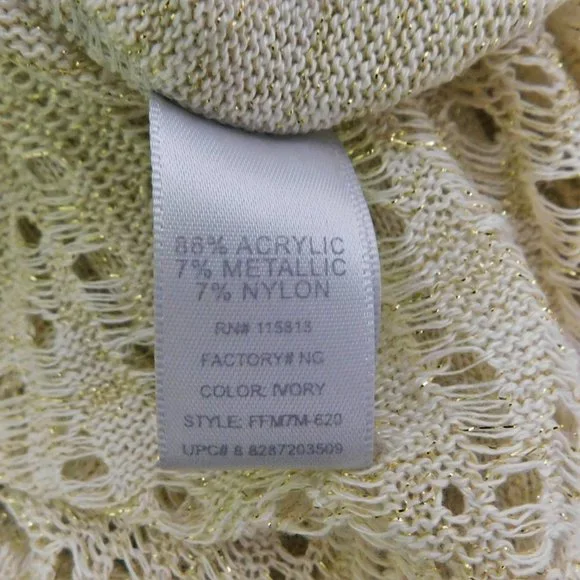 86% ACRYLIC
7% METALLIC
7% NYLON
RN# 115813
FACTORY# NG
COLOR: IVORY
STYLE: FFM7M-620
UPC# 8 8287203509